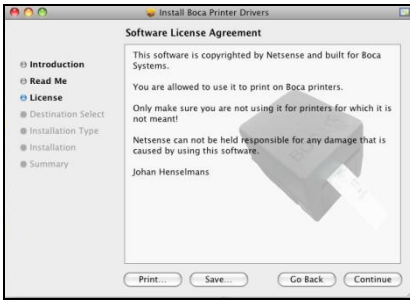 Install Boca Printer Drivers
Software License Agreement
Introduction
Read Me
License
Destination Select
Installation Type
Installation
Summary
This software is copyrighted by Netsense and built for Boca
Systems.
You are allowed to use it to print on Boca printers.
Only make sure you are not using it for printers for which it is
not meant!
Netsense can not be held responsible for any damage that is
caused by using this software.
Johan Henselmans
BOCA
Print...
Save...
Go Back
Continue